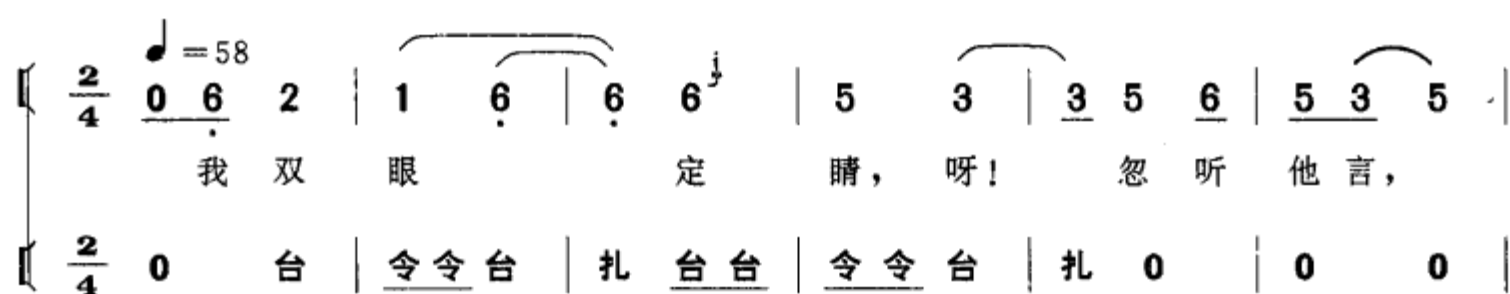 ♩=58
2/4 0 6 2 | 1 6 | 6 6 i | 5 3 | 3 5 6 | 5 3 5 |
我 双 眼 定 睛， 呀！ 忽 听 他 言，
2/4 0 台 | 令 令 台 | 扎 台 台 | 令 令 台 | 扎 0 | 0 0 |